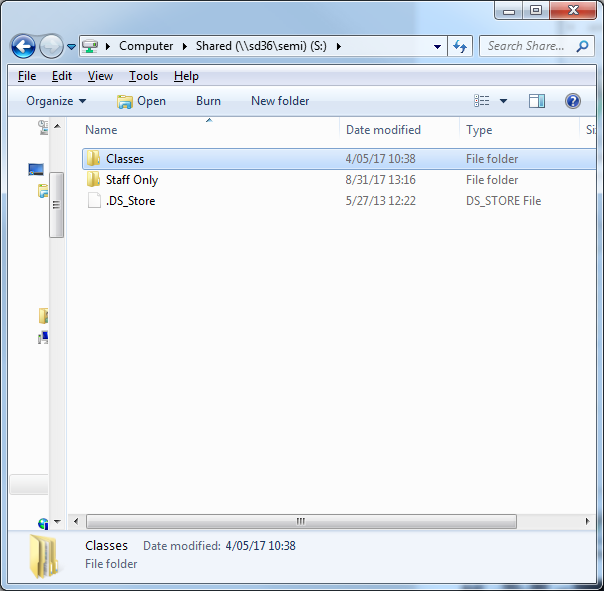 Computer Shared (\\sd36\semi) (S:) Search Share...
File Edit View Tools Help
Organize Open Burn New folder
Name Date modified Type Si
Classes 4/05/17 10:38 File folder
Staff Only 8/31/17 13:16 File folder
.DS_Store 5/27/13 12:22 DS_STORE File
Classes Date modified: 4/05/17 10:38
File folder